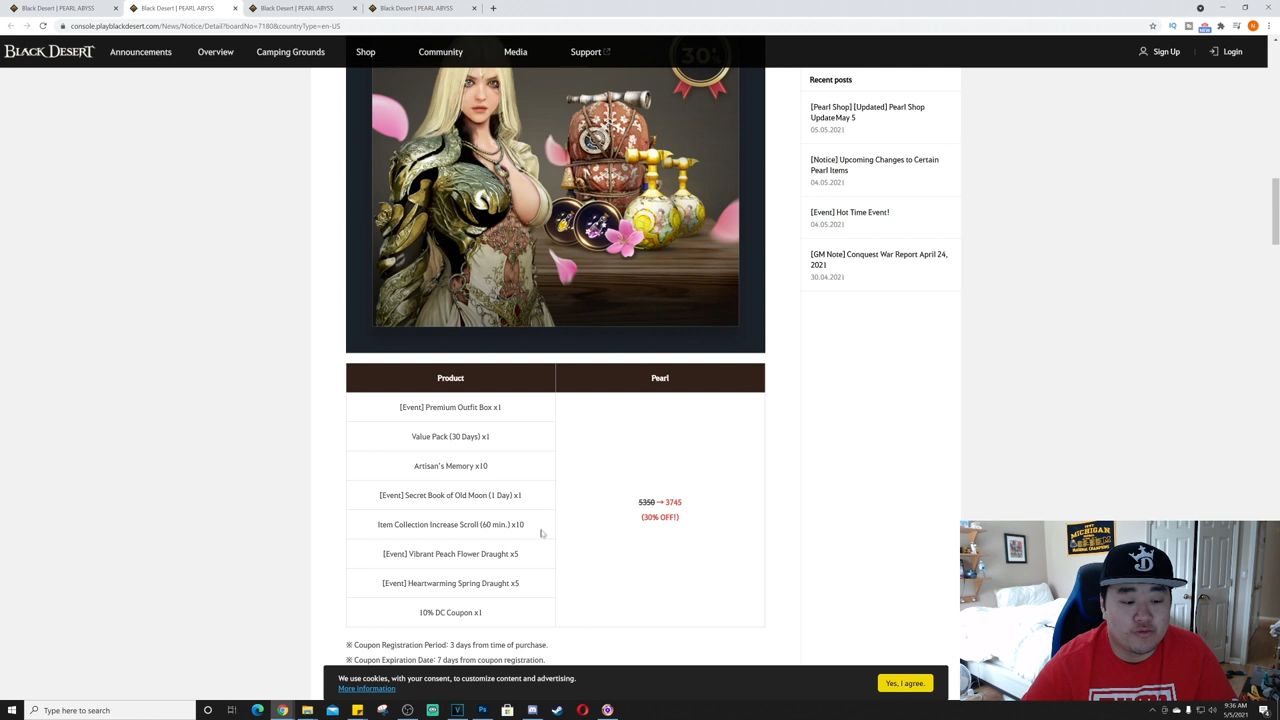 Black Desert | PEARL ABYSS
Black Desert | PEARL ABYSS
Black Desert | PEARL ABYSS
Black Desert | PEARL ABYSS
console.playblackdesert.com/News/Notice/Detail?boardNo=7180&countryType=en-US
BLACK DESERT
Announcements
Overview
Camping Grounds
Shop
Community
Media
Support
Sign Up
Login
30%
Recent posts
[Pearl Shop] [Updated] Pearl Shop
Update May 5
05.05.2021
[Notice] Upcoming Changes to Certain
Pearl Items
04.05.2021
[Event] Hot Time Event!
04.05.2021
[GM Note] Conquest War Report April 24,
2021
30.04.2021
Product
Pearl
[Event] Premium Outfit Box x1
Value Pack (30 Days) x1
Artisan's Memory x10
[Event] Secret Book of Old Moon (1 Day) x1
Item Collection Increase Scroll (60 min.) x10
[Event] Vibrant Peach Flower Draught x5
[Event] Heartwarming Spring Draught x5
10% DC Coupon x1
5350 → 3745
(30% OFF!)
※ Coupon Registration Period: 3 days from time of purchase.
※ Coupon Expiration Date: 7 days from coupon registration.
We use cookies, with your consent, to customize content and advertising.
More information
Yes, I agree.
MICHIGAN
Type here to search
9:36 AM
5/5/2021